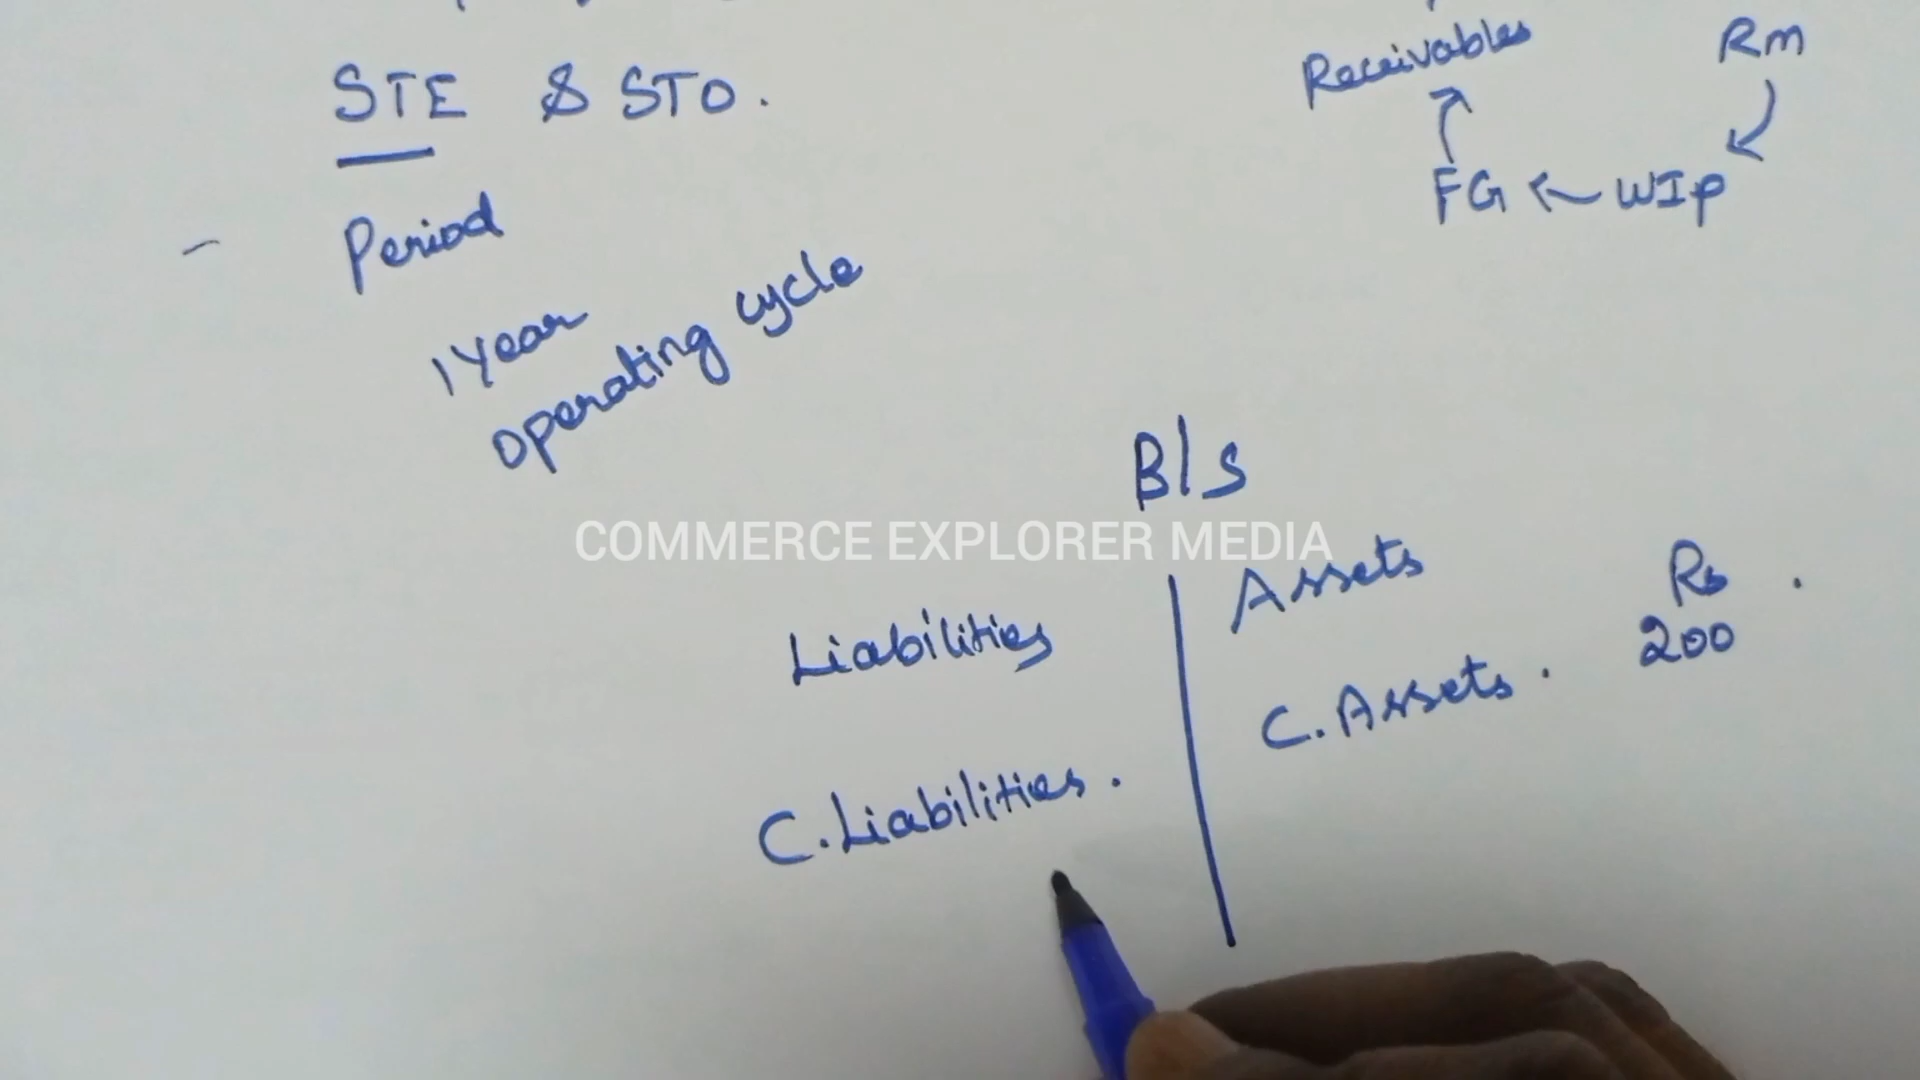 STE & STO.
Receivables
Rm
FG ← WIP
Period
1 Year
operating cycle
B/S
COMMERCE EXPLORER MEDIA
Liabilities
Assets
Rs
200
C. Assets.
C. Liabilities.